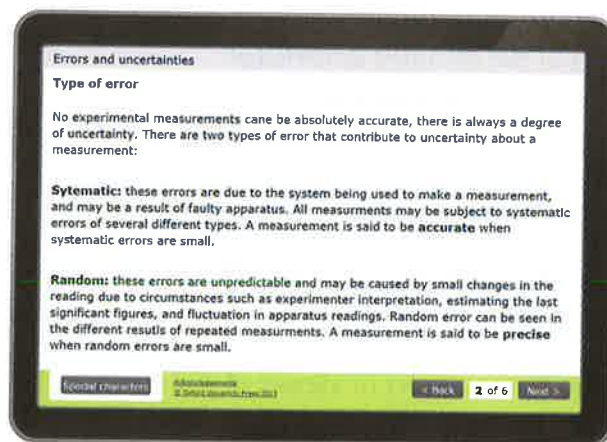 Errors and uncertainties
Type of error
No experimental measurements cane be absolutely accurate, there is always a degree
of uncertainty. There are two types of error that contribute to uncertainty about a
measurement:
Sytematic: these errors are due to the system being used to make a measurement,
and may be a result of faulty apparatus. All measurments may be subject to systematic
errors of several different types. A measurement is said to be accurate when
systematic errors are small.
Random: these errors are unpredictable and may be caused by small changes in the
reading due to circumstances such as experimenter interpretation, estimating the last
significant figures, and fluctuation in apparatus readings. Random error can be seen in
the different resutls of repeated measurments. A measurement is said to be precise
when random errors are small.
Special characters
Acknowledgements
© Oxford University Press 2013
< Back 2 of 6 Next >